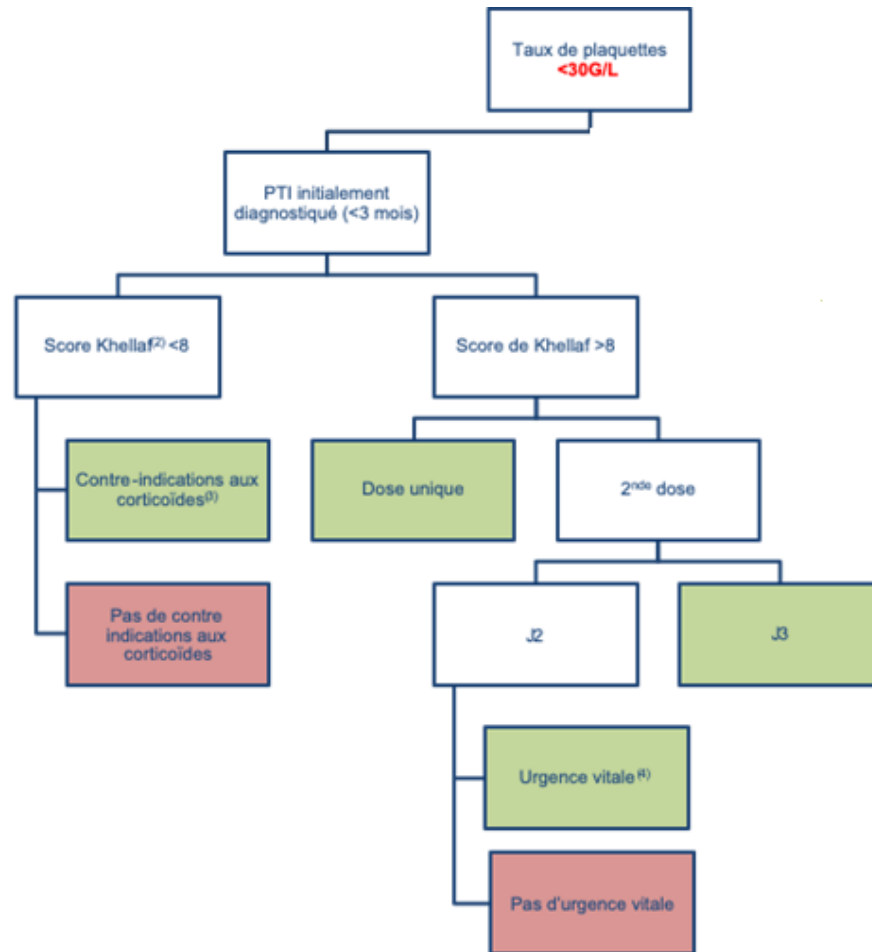 Taux de plaquettes
<30G/L
PTI initialement
diagnostiqué (<3 mois)
Score Khellaf⁽²⁾ <8
Score de Khellaf >8
Contre-indications aux
corticoïdes⁽³⁾
Dose unique
2ⁿᵈᵉ dose
Pas de contre
indications aux
corticoïdes
J2
J3
Urgence vitale⁽⁴⁾
Pas d'urgence vitale